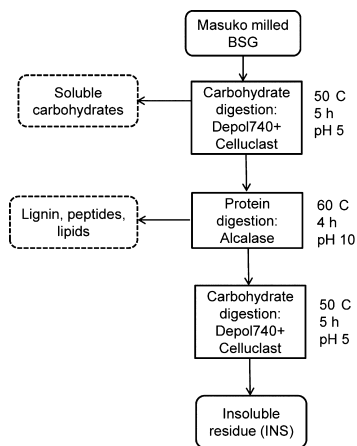 Masuko milled
BSG
Soluble
carbohydrates
Carbohydrate
digestion:
Depol740+
Celluclast
50 C
5 h
pH 5
Lignin, peptides,
lipids
Protein
digestion:
Alcalase
60 C
4 h
pH 10
Carbohydrate
digestion:
Depol740+
Celluclast
50 C
5 h
pH 5
Insoluble
residue (INS)